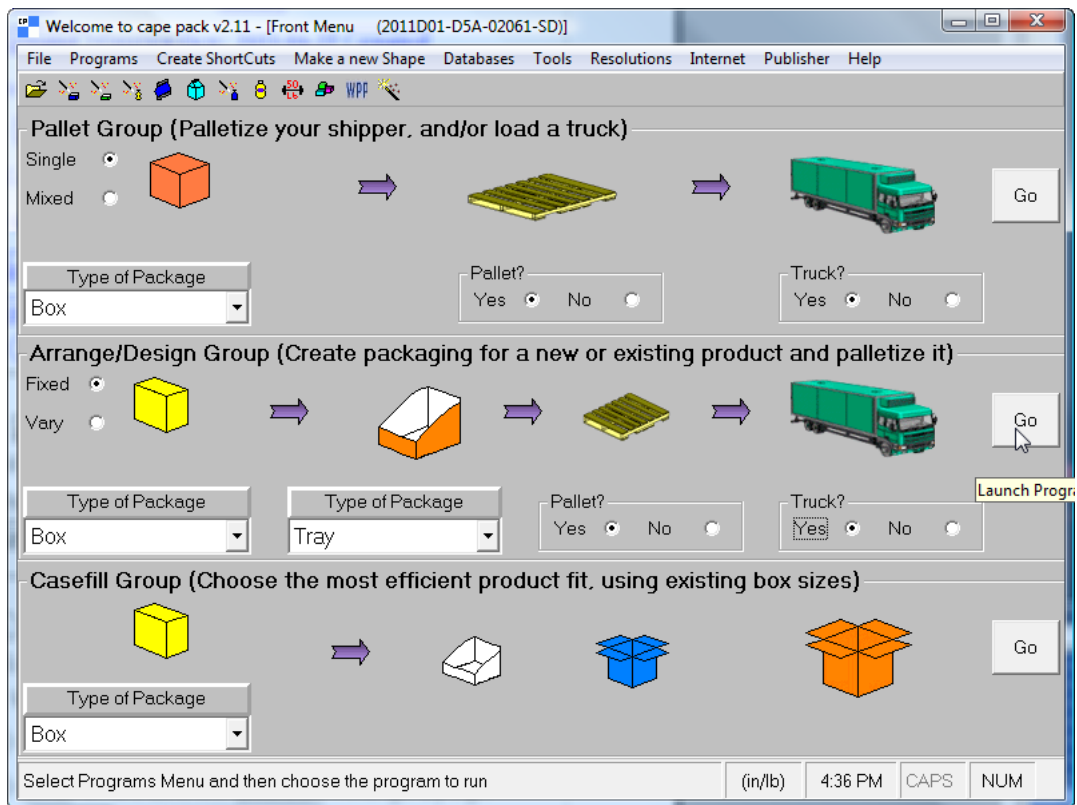 Welcome to cape pack v2.11 - [Front Menu (2011D01-D5A-02061-SD)]
File Programs Create ShortCuts Make a new Shape Databases Tools Resolutions Internet Publisher Help
WPP
Pallet Group (Palletize your shipper, and/or load a truck)
Single
Mixed
Go
Type of Package
Box
Pallet?
Yes No
Truck?
Yes No
Arrange/Design Group (Create packaging for a new or existing product and palletize it)
Fixed
Vary
Go
Launch Progra
Type of Package
Box
Type of Package
Tray
Pallet?
Yes No
Truck?
Yes No
Casefill Group (Choose the most efficient product fit, using existing box sizes)
Go
Type of Package
Box
Select Programs Menu and then choose the program to run (in/lb) 4:36 PM CAPS NUM